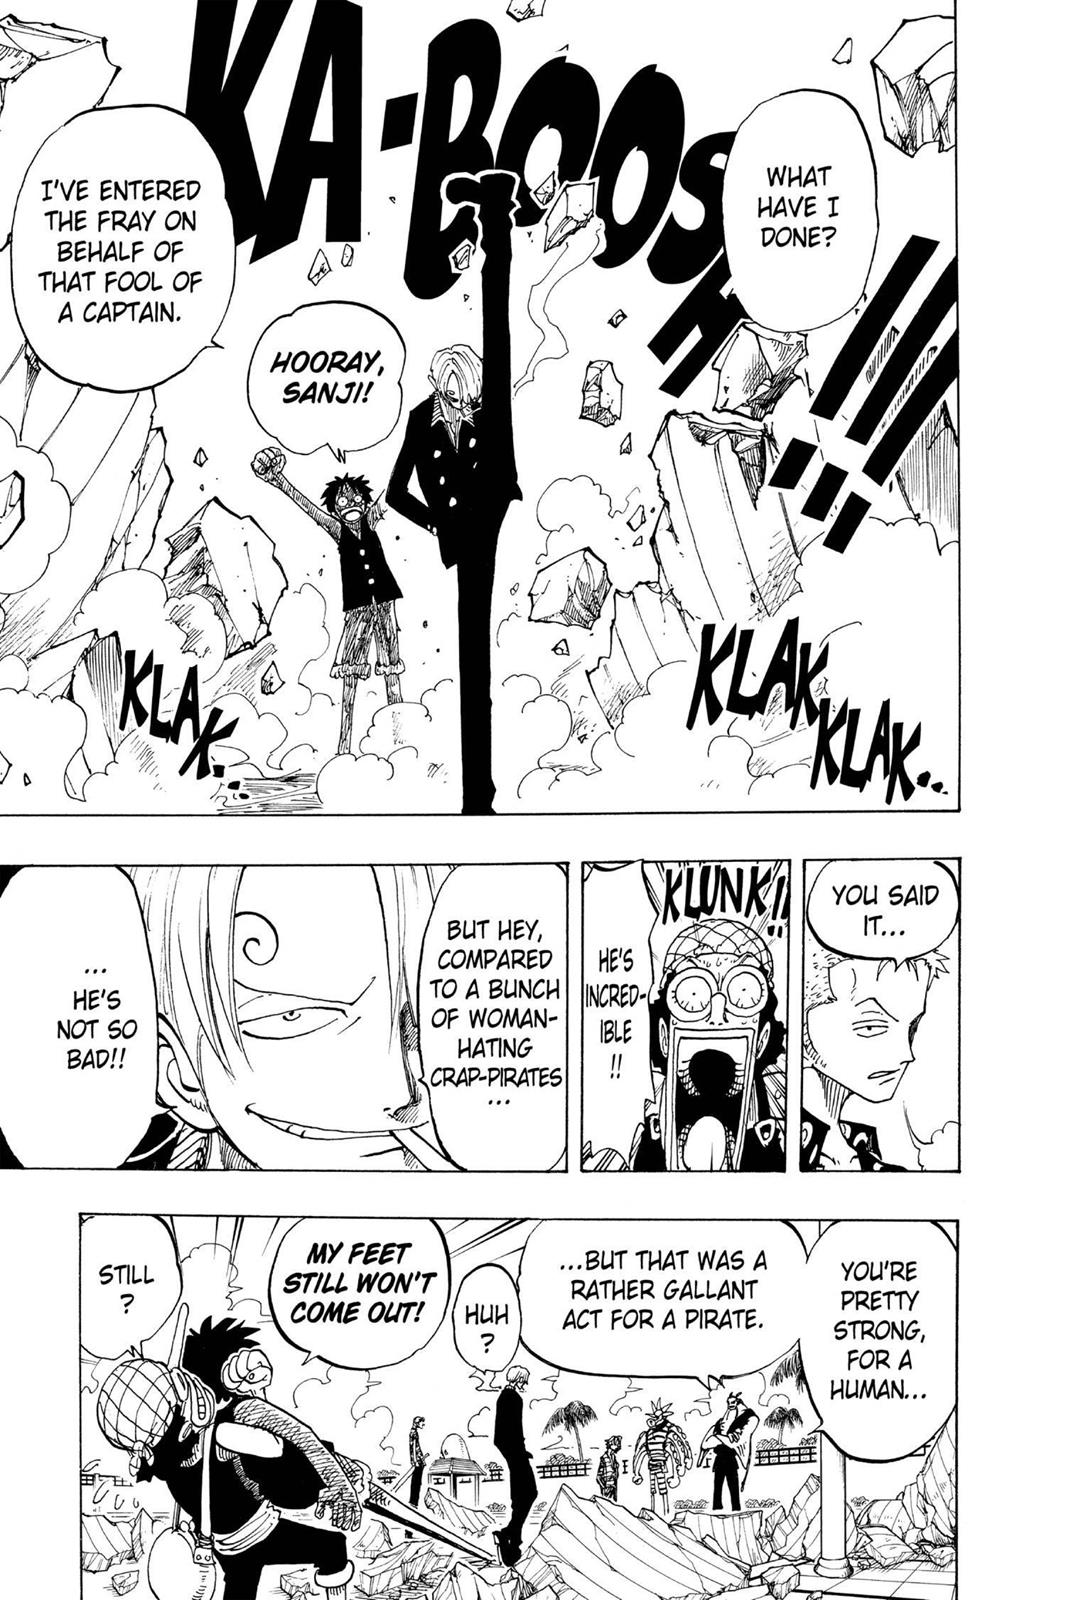 KA-BOOSH!!!
WHAT
HAVE I
DONE?
I'VE ENTERED
THE FRAY ON
BEHALF OF
THAT FOOL OF
A CAPTAIN.
HOORAY,
SANJI!
KLAK
KLAK..
KLAK..
YOU SAID
IT...
KLUNK!!
HE'S
INCRED-
IBLE
!!
BUT HEY,
COMPARED
TO A BUNCH
OF WOMAN-
HATING
CRAP-PIRATES
...
...
HE'S
NOT SO
BAD!!
YOU'RE
PRETTY
STRONG,
FOR A
HUMAN...
...BUT THAT WAS A
RATHER GALLANT
ACT FOR A PIRATE.
HUH
?
MY FEET
STILL WON'T
COME OUT!
STILL
?